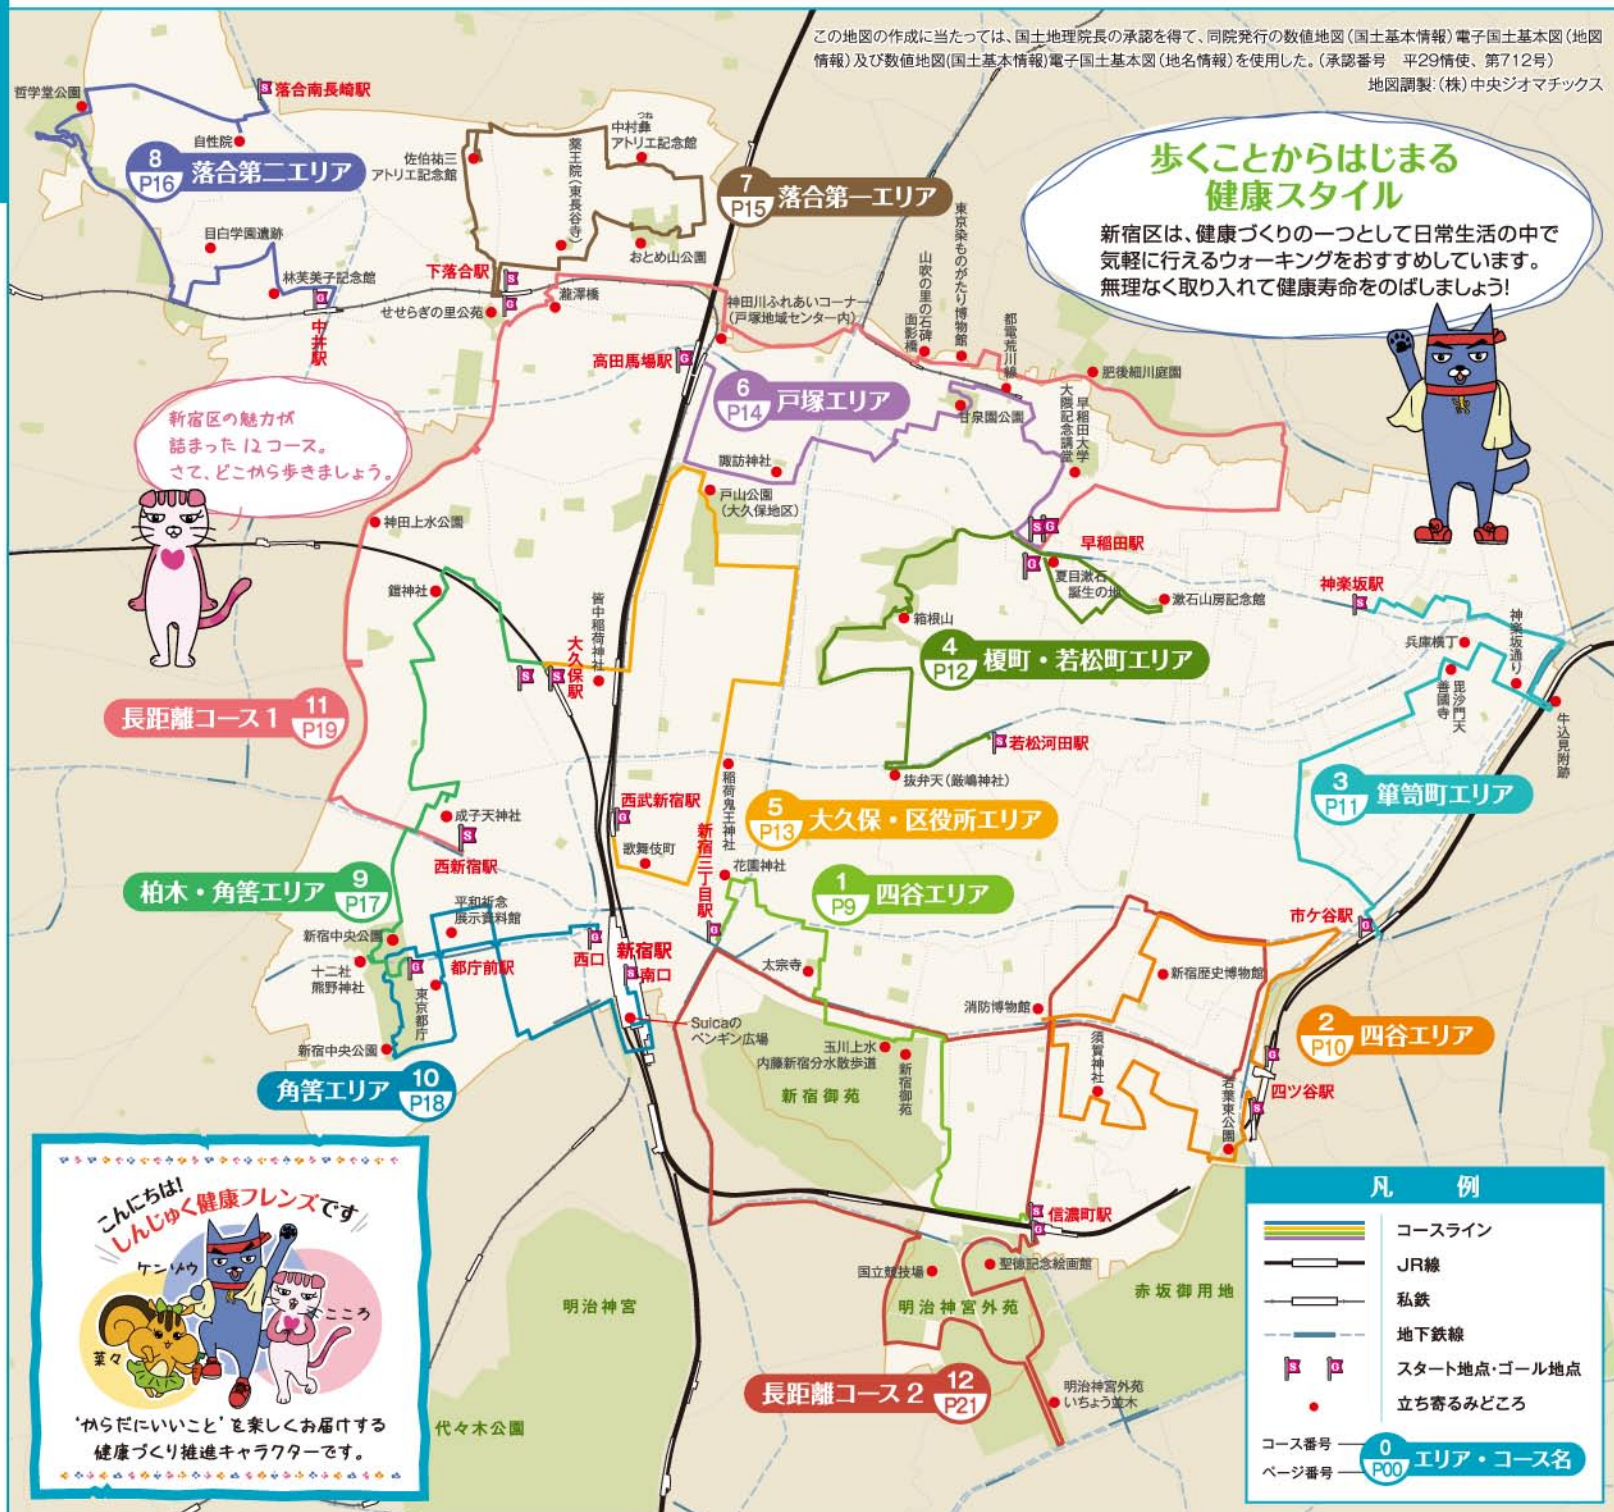 この地図の作成に当たっては、国土地理院長の承認を得て、同院発行の数値地図(国土基本情報)電子国土基本図(地図
情報)及び数値地図(国土基本情報)電子国土基本図(地名情報)を使用した。(承認番号 平29情使、第712号)
地図調製:(株)中央ジオマチックス
歩くことからはじまる
健康スタイル
新宿区は、健康づくりの一つとして日常生活の中で
気軽に行えるウォーキングをおすすめしています。
無理なく取り入れて健康寿命をのばしましょう!
哲学堂公園
落合南長崎駅
自性院
8
P16
落合第二エリア
目白学園遺跡
林芙美子記念館
中井駅
佐伯祐三
アトリエ記念館
薬王院(東長谷寺)
つね
中村彝
アトリエ記念館
7
P15
落合第一エリア
おとめ山公園
下落合駅
せせらぎの里公苑
瀧澤橋
神田川ふれあいコーナー
(戸塚地域センター内)
高田馬場駅
面影橋
山吹の里の石碑
東京染ものがたり博物館
都電荒川線
肥後細川庭園
6
P14
戸塚エリア
甘泉園公園
早稲田大学
大隈記念講堂
諏訪神社
戸山公園
(大久保地区)
新宿区の魅力が
詰まった12コース。
さて、どこから歩きましょう。
神田上水公園
鎧神社
大久保駅
皆中稲荷神社
早稲田駅
夏目漱石
誕生の地
漱石山房記念館
箱根山
4
P12
榎町・若松町エリア
若松河田駅
抜弁天(厳嶋神社)
神楽坂駅
兵庫横丁
神楽坂通り
毘沙門天
善國寺
牛込見附跡
3
P11
箪笥町エリア
長距離コース1
11
P19
成子天神社
西新宿駅
西武新宿駅
歌舞伎町
稲荷鬼王神社
新宿三丁目駅
花園神社
5
P13
大久保・区役所エリア
1
P9
四谷エリア
柏木・角筈エリア
9
P17
平和祈念
展示資料館
新宿中央公園
十二社
熊野神社
都庁前駅
東京都庁
新宿中央公園
西口
新宿駅
南口
Suicaの
ペンギン広場
角筈エリア
10
P18
太宗寺
玉川上水
内藤新宿分水散歩道
新宿御苑
新宿御苑
消防博物館
須賀神社
新宿歴史博物館
市ケ谷駅
2
P10
四谷エリア
四ツ谷駅
若葉東公園
信濃町駅
聖徳記念絵画館
国立競技場
明治神宮外苑
明治神宮外苑
いちょう並木
赤坂御用地
明治神宮
代々木公園
長距離コース2
12
P21
こんにちは!
しんじゅく健康フレンズです
ケンゾウ
こころ
菜々
'からだにいいこと'を楽しくお届けする
健康づくり推進キャラクターです。
凡例
コースライン
JR線
私鉄
地下鉄線
S G スタート地点・ゴール地点
立ち寄るみどころ
コース番号
ページ番号
0
P00
エリア・コース名